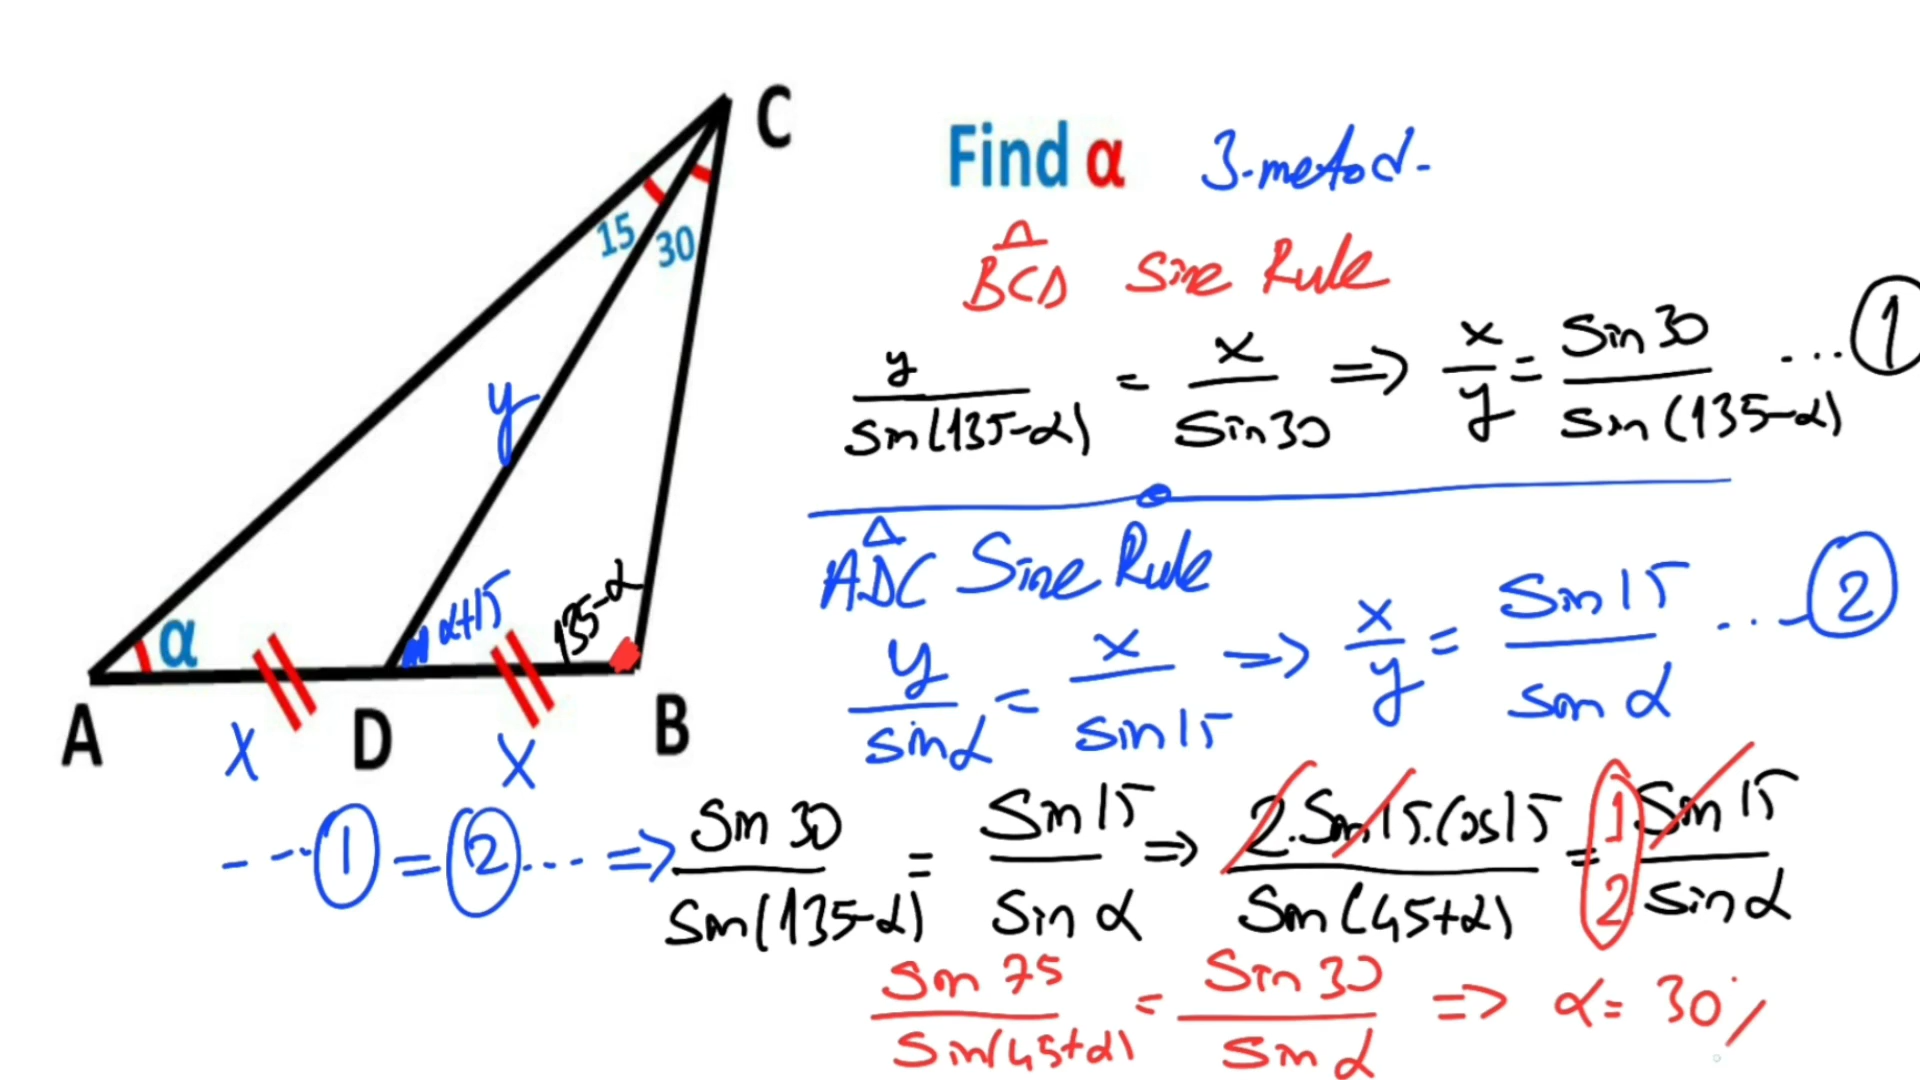 C
Find α 3-metod-
15 30
BCD Sine Rule
y/sin(135-α) = x/sin30 => x/y = sin30/sin(135-α) ... 1
y
ADC Sine Rule
α
α+15
135-α
y/sinα = x/sin15 => x/y = sin15/sinα ... 2
A
D
B
x
x
--- 1 = 2 ... => sin30/sin(135-α) = sin15/sinα => 2.sin15.cos15/sin(45+α) = 1/2 sin15/sinα
sin75/sin(45+α) = sin30/sinα => α = 30°